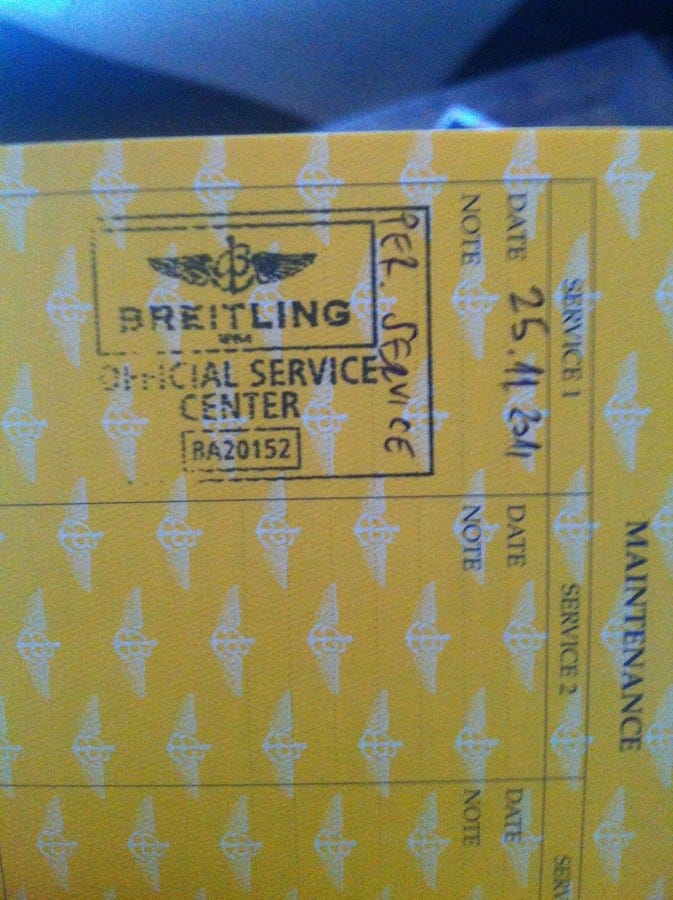 MAINTENANCE
SERVICE 1
DATE 25.11.2011
NOTE
SERVICE
BREITLING
OFFICIAL SERVICE
CENTER
BA20152
SERVICE 2
DATE
NOTE
DATE
NOTE